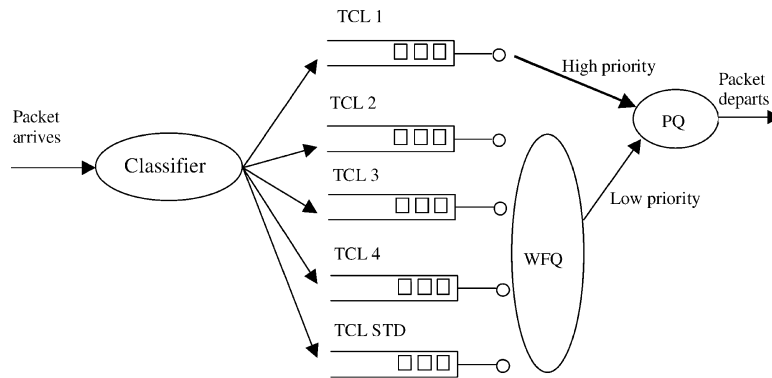 TCL 1
High priority
Packet
departs
Packet
arrives
TCL 2
PQ
Classifier
TCL 3
Low priority
TCL 4
WFQ
TCL STD